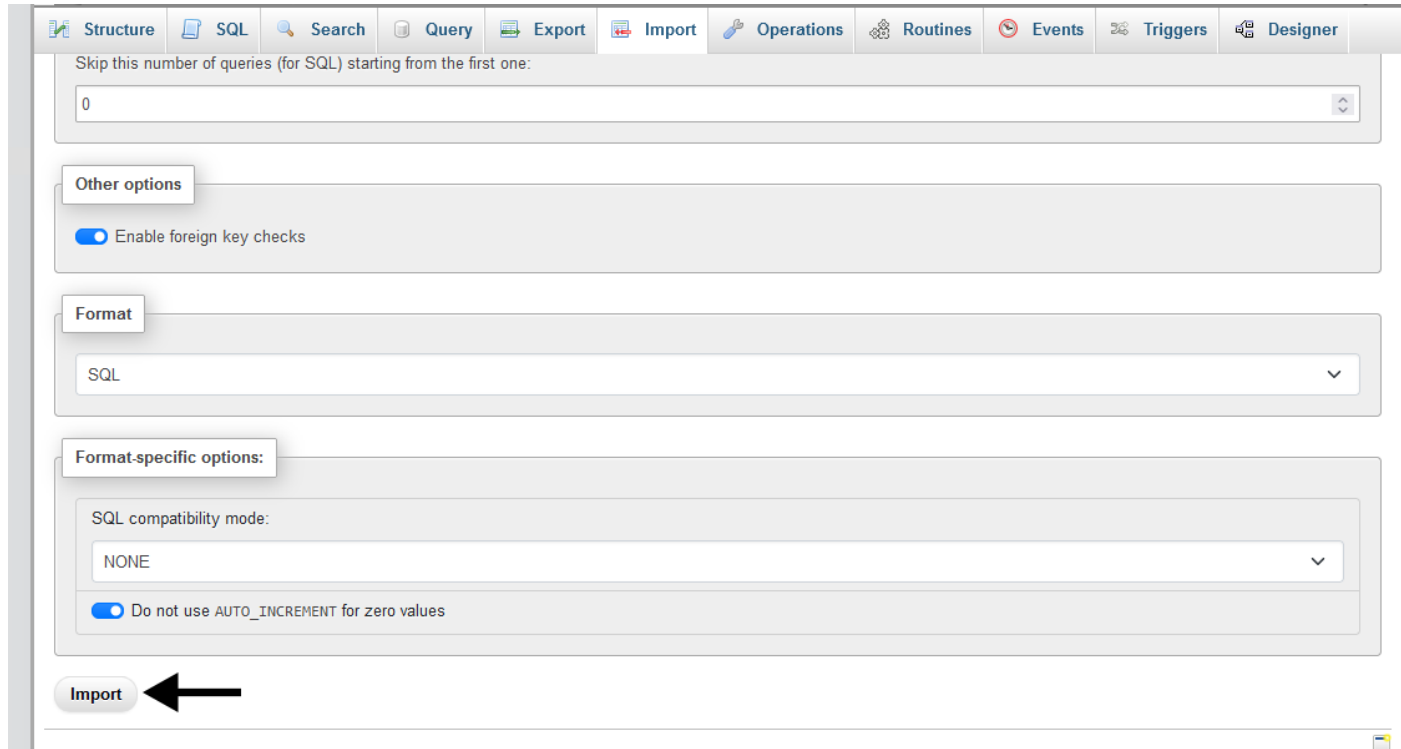 Structure SQL Search Query Export Import Operations Routines Events Triggers Designer
Skip this number of queries (for SQL) starting from the first one:
0
Other options
Enable foreign key checks
Format
SQL
Format-specific options:
SQL compatibility mode:
NONE
Do not use AUTO_INCREMENT for zero values
Import